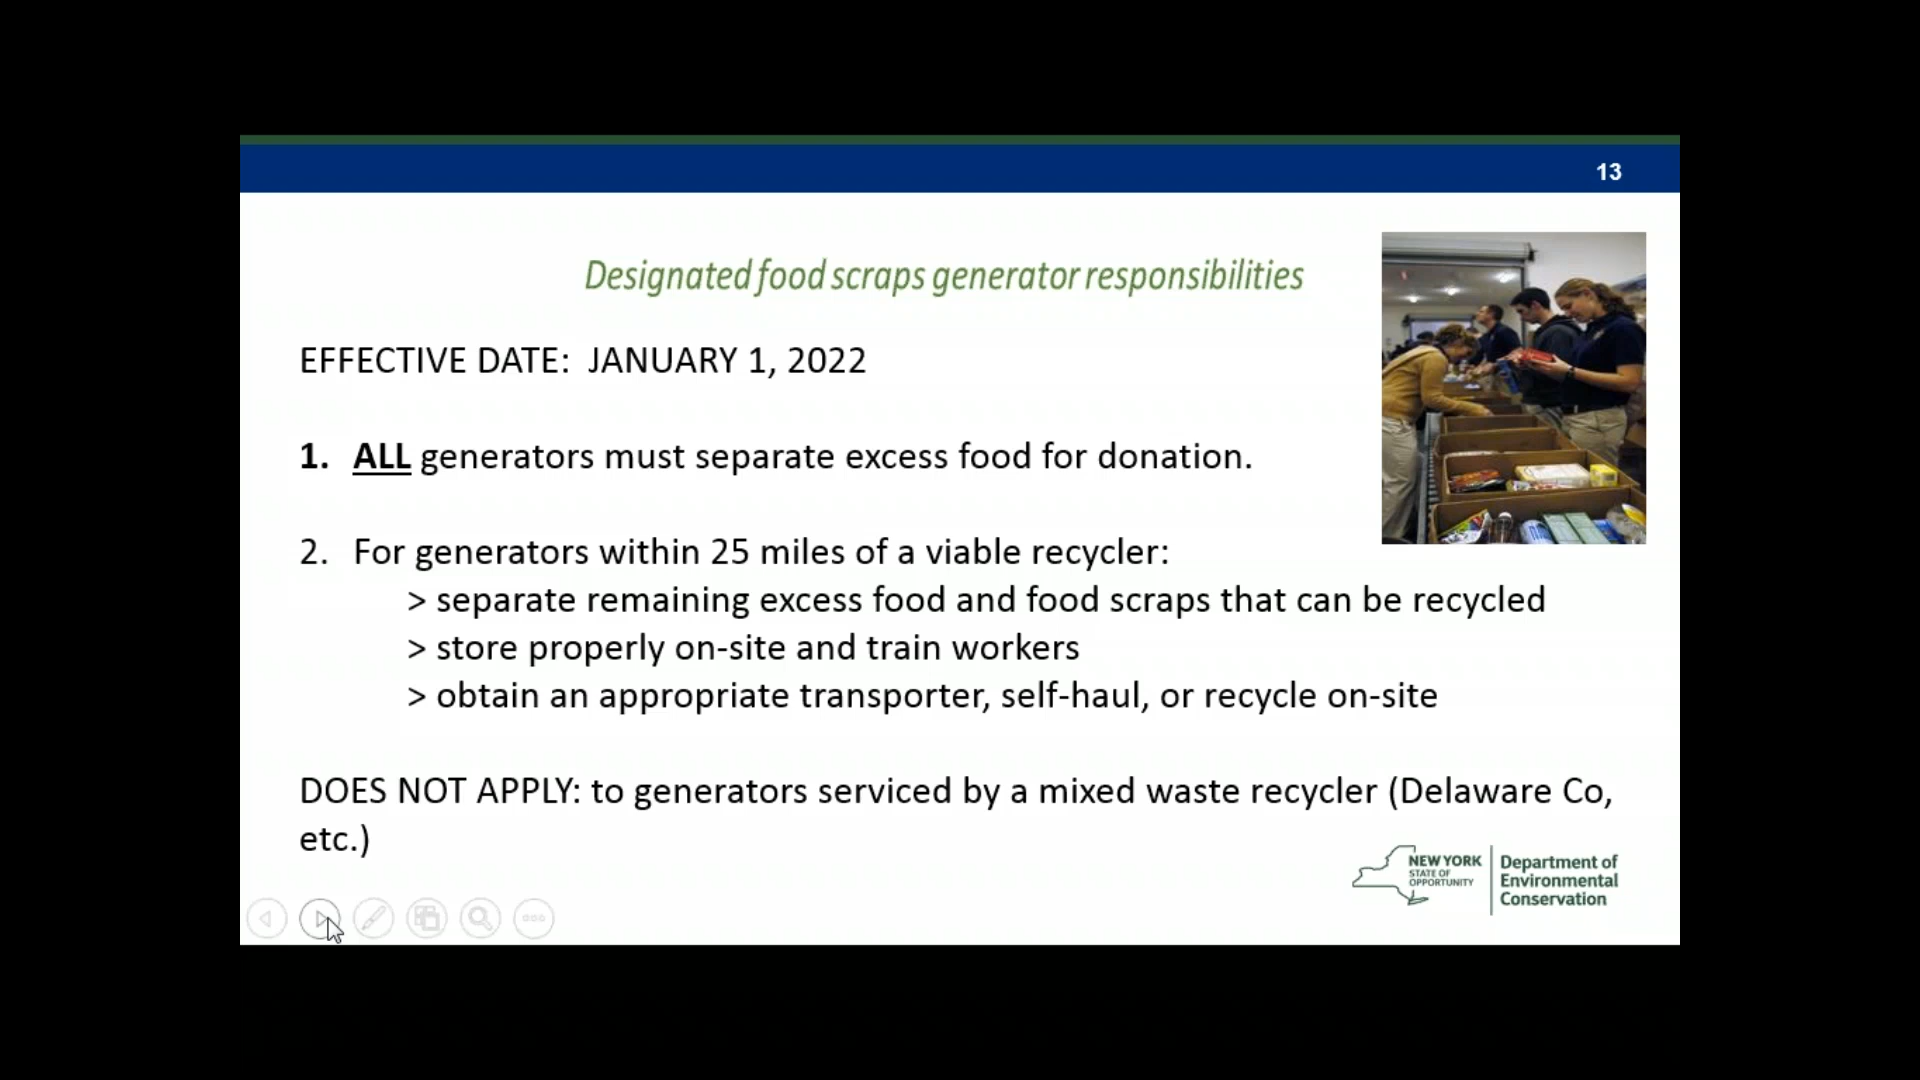 13
Designated food scraps generator responsibilities
EFFECTIVE DATE: JANUARY 1, 2022
1. ALL generators must separate excess food for donation.
2. For generators within 25 miles of a viable recycler:
> separate remaining excess food and food scraps that can be recycled
> store properly on-site and train workers
> obtain an appropriate transporter, self-haul, or recycle on-site
DOES NOT APPLY: to generators serviced by a mixed waste recycler (Delaware Co,
etc.)
NEW YORK
STATE OF
OPPORTUNITY
Department of
Environmental
Conservation